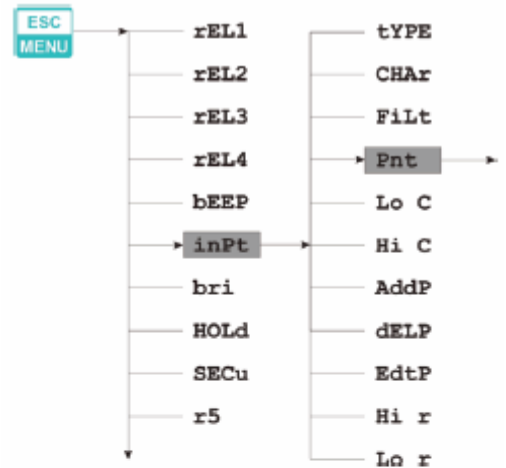 ESC
MENU
rEL1
rEL2
rEL3
rEL4
bEEP
inPt
bri
HOLd
SECu
r5
tYPE
CHAr
FiLt
Pnt
Lo C
Hi C
AddP
dELP
EdtP
Hi r
Lo r